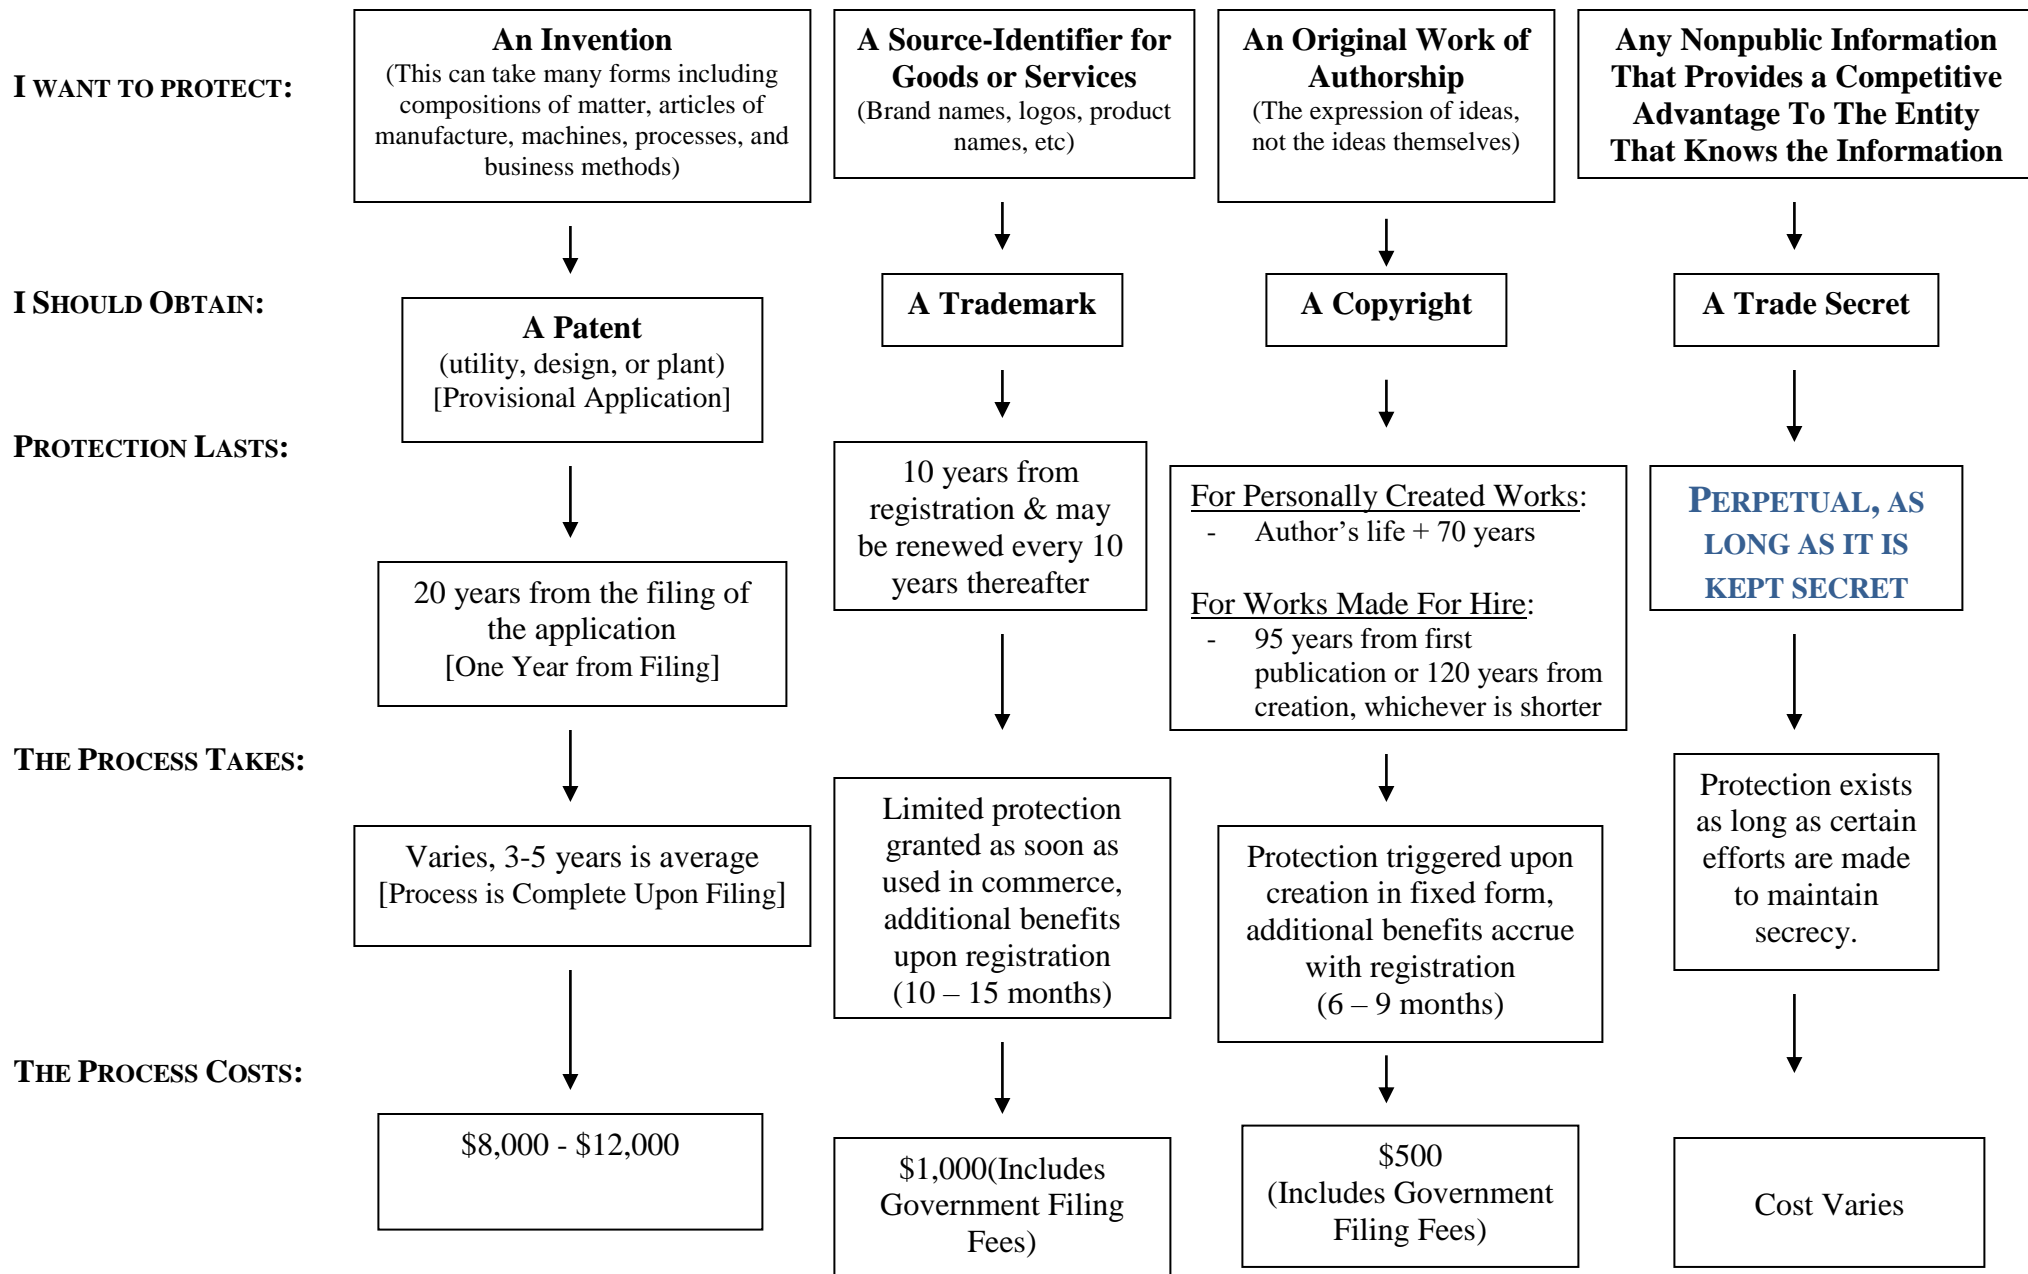 I WANT TO PROTECT:
An Invention
(This can take many forms including
compositions of matter, articles of
manufacture, machines, processes, and
business methods)
A Source-Identifier for
Goods or Services
(Brand names, logos, product
names, etc)
An Original Work of
Authorship
(The expression of ideas,
not the ideas themselves)
Any Nonpublic Information
That Provides a Competitive
Advantage To The Entity
That Knows the Information
I SHOULD OBTAIN:
A Patent
(utility, design, or plant)
[Provisional Application]
A Trademark
A Copyright
A Trade Secret
PROTECTION LASTS:
20 years from the filing of
the application
[One Year from Filing]
10 years from
registration & may
be renewed every 10
years thereafter
For Personally Created Works:
- Author’s life + 70 years
For Works Made For Hire:
- 95 years from first
publication or 120 years from
creation, whichever is shorter
PERPETUAL, AS
LONG AS IT IS
KEPT SECRET
THE PROCESS TAKES:
Varies, 3-5 years is average
[Process is Complete Upon Filing]
Limited protection
granted as soon as
used in commerce,
additional benefits
upon registration
(10 – 15 months)
Protection triggered upon
creation in fixed form,
additional benefits accrue
with registration
(6 – 9 months)
Protection exists
as long as certain
efforts are made
to maintain
secrecy.
THE PROCESS COSTS:
$8,000 - $12,000
$1,000(Includes
Government Filing
Fees)
$500
(Includes Government
Filing Fees)
Cost Varies